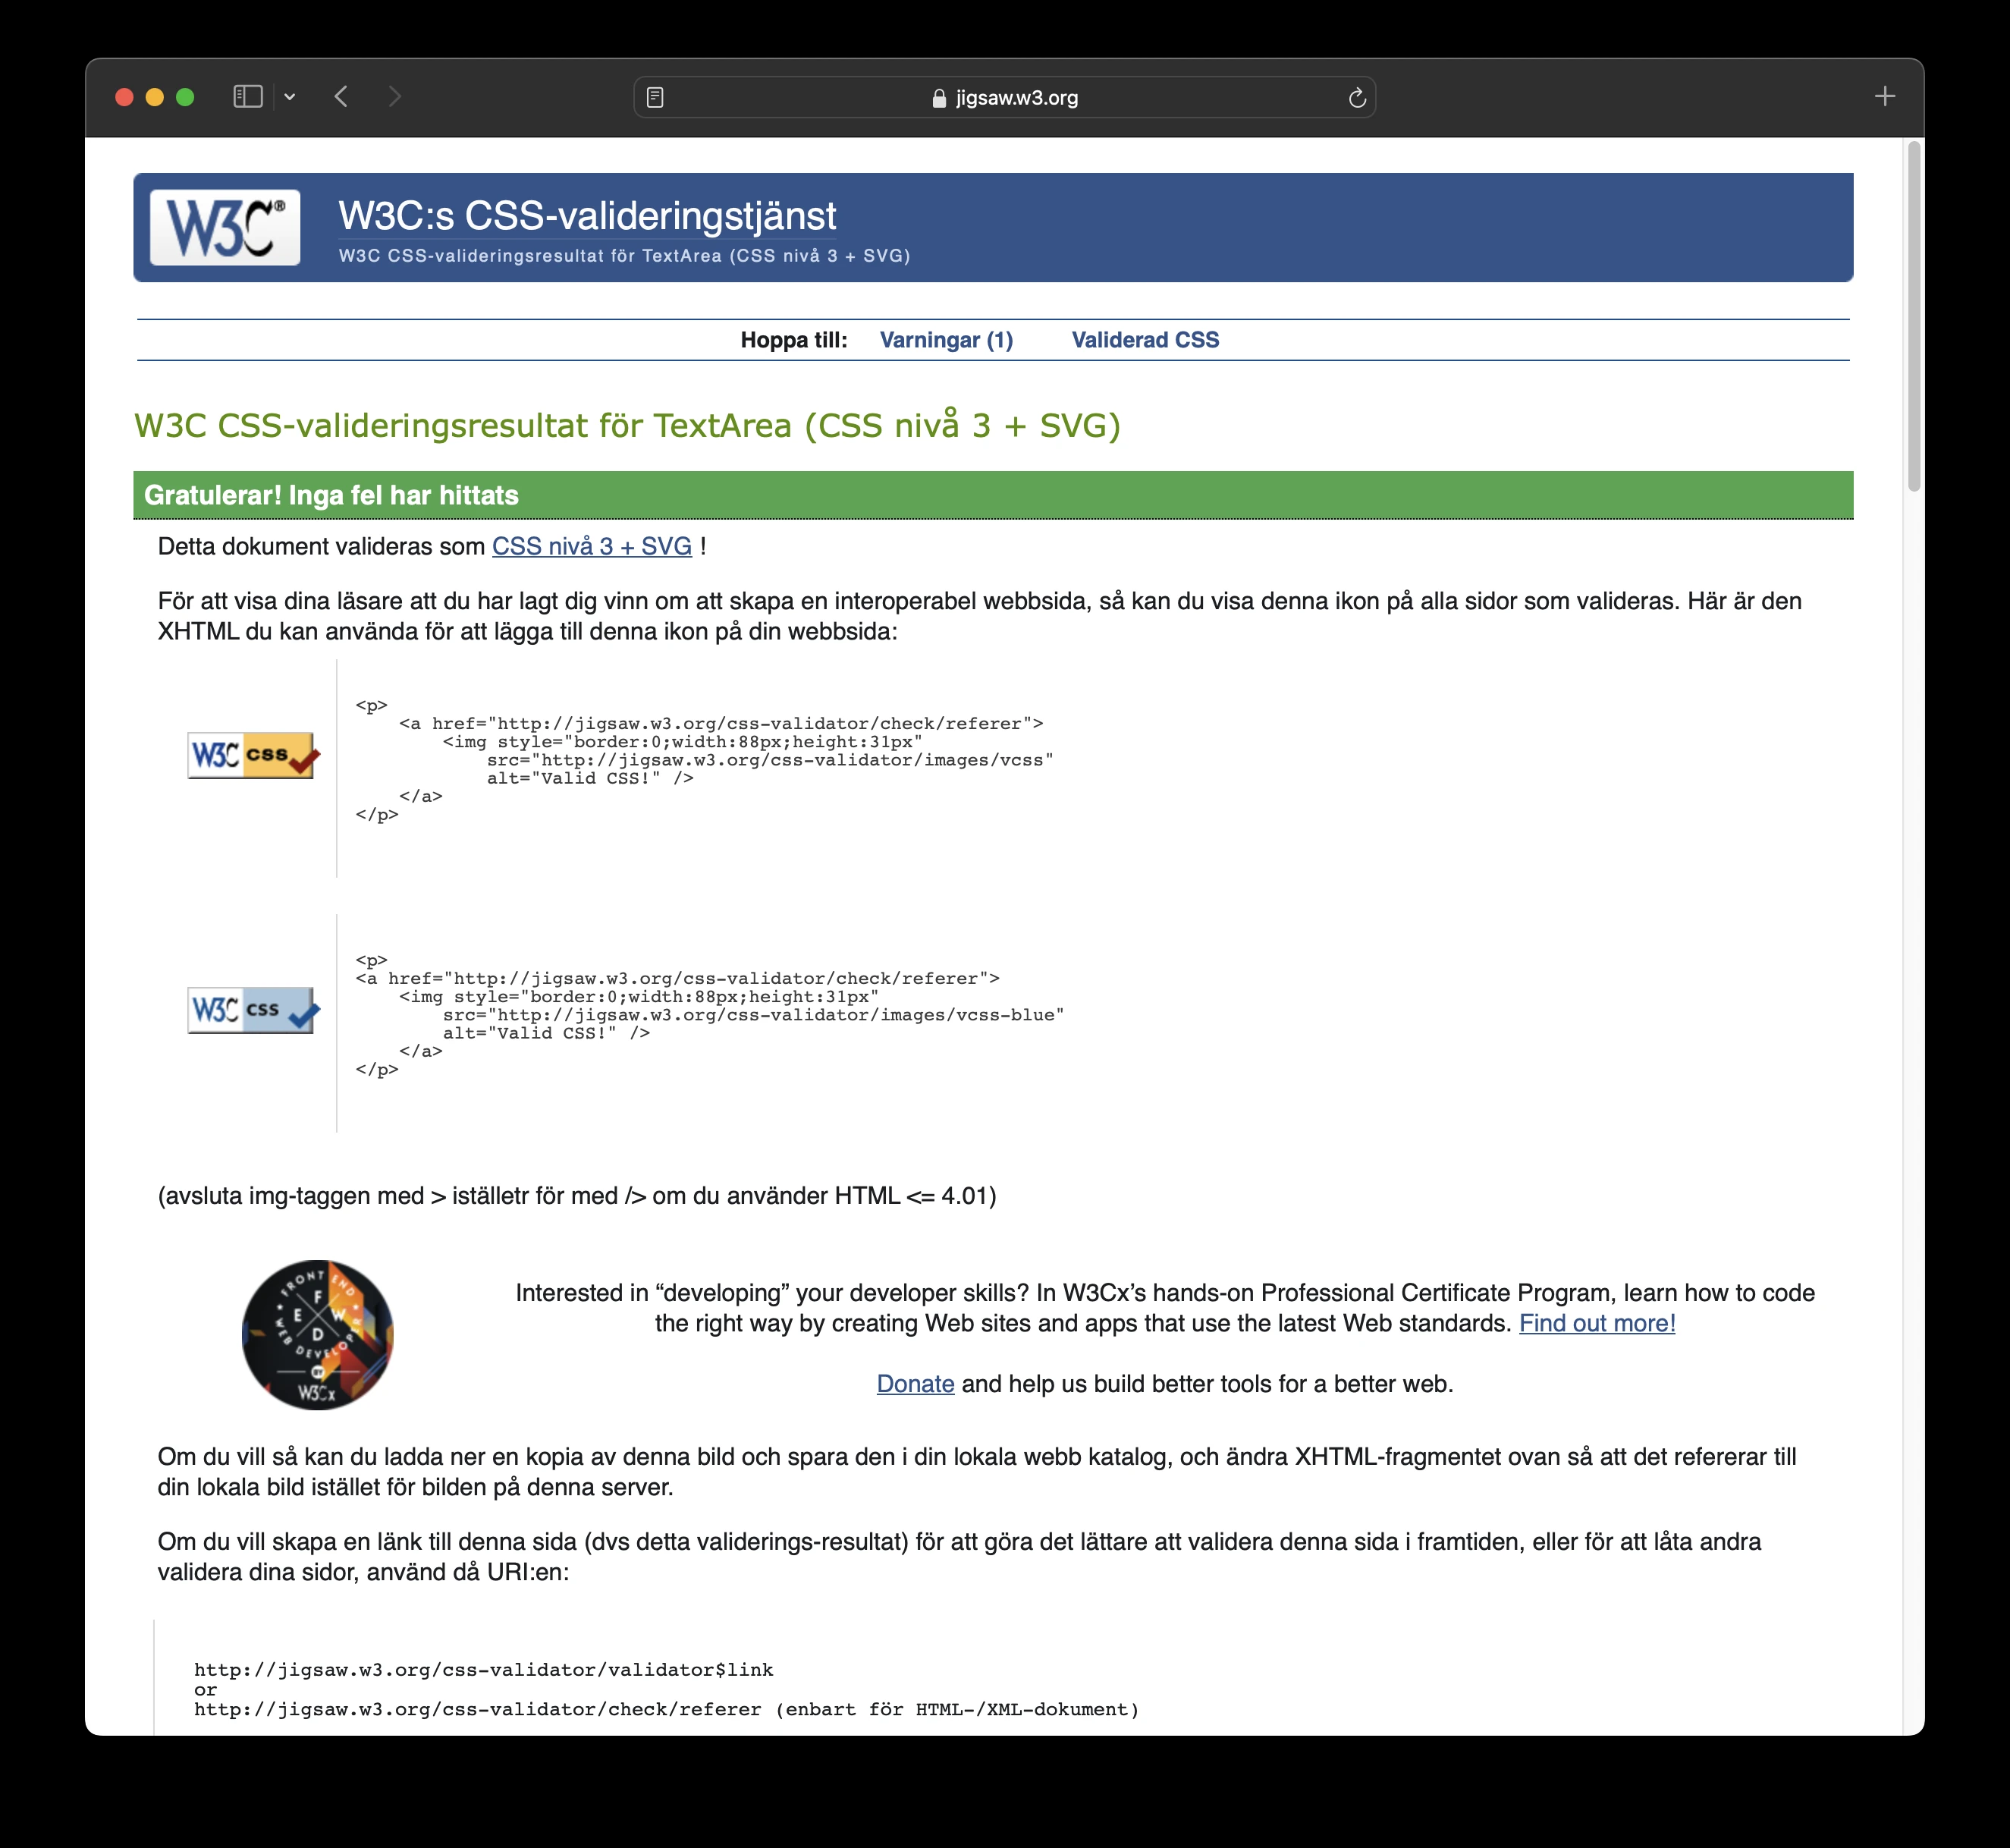 jigsaw.w3.org
W3C®
W3C:s CSS-valideringstjänst
W3C CSS-valideringsresultat för TextArea (CSS nivå 3 + SVG)
Hoppa till: Varningar (1) Validerad CSS
W3C CSS-valideringsresultat för TextArea (CSS nivå 3 + SVG)
Gratulerar! Inga fel har hittats
Detta dokument valideras som CSS nivå 3 + SVG !
För att visa dina läsare att du har lagt dig vinn om att skapa en interoperabel webbsida, så kan du visa denna ikon på alla sidor som valideras. Här är den
XHTML du kan använda för att lägga till denna ikon på din webbsida:
W3C css
<p>
<a href="http://jigsaw.w3.org/css-validator/check/referer">
<img style="border:0;width:88px;height:31px"
src="http://jigsaw.w3.org/css-validator/images/vcss"
alt="Valid CSS!" />
</a>
</p>
W3C css
<p>
<a href="http://jigsaw.w3.org/css-validator/check/referer">
<img style="border:0;width:88px;height:31px"
src="http://jigsaw.w3.org/css-validator/images/vcss-blue"
alt="Valid CSS!" />
</a>
</p>
(avsluta img-taggen med > iställetr för med /> om du använder HTML <= 4.01)
FRONT END
F
E W
D
WEB DEVELOPER
BY
W3Cx
Interested in “developing” your developer skills? In W3Cx’s hands-on Professional Certificate Program, learn how to code
the right way by creating Web sites and apps that use the latest Web standards. Find out more!
Donate and help us build better tools for a better web.
Om du vill så kan du ladda ner en kopia av denna bild och spara den i din lokala webb katalog, och ändra XHTML-fragmentet ovan så att det refererar till
din lokala bild istället för bilden på denna server.
Om du vill skapa en länk till denna sida (dvs detta validerings-resultat) för att göra det lättare att validera denna sida i framtiden, eller för att låta andra
validera dina sidor, använd då URI:en:
http://jigsaw.w3.org/css-validator/validator$link
or
http://jigsaw.w3.org/css-validator/check/referer (enbart för HTML-/XML-dokument)